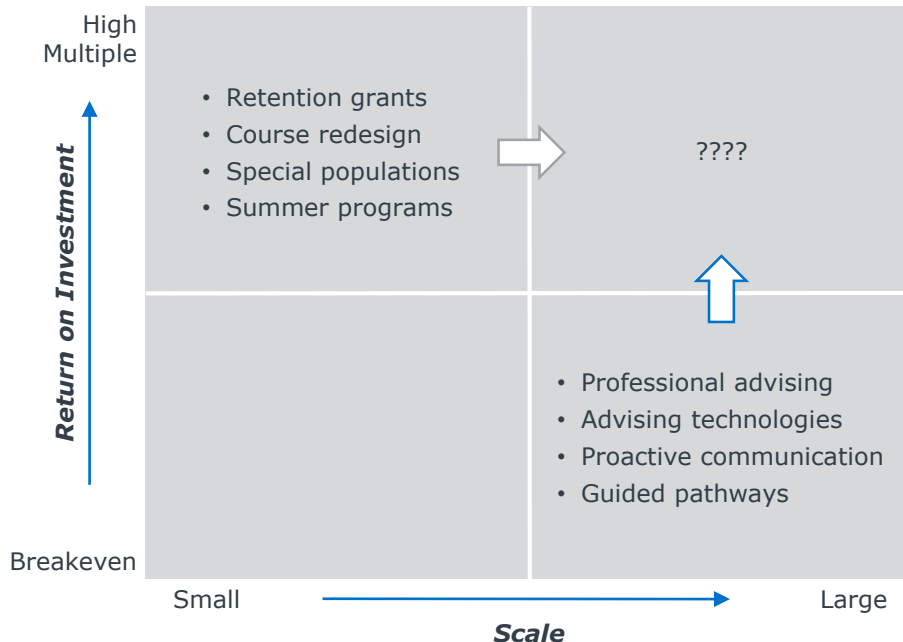 High
Multiple
Return on Investment
Breakeven
• Retention grants
• Course redesign
• Special populations
• Summer programs
????
• Professional advising
• Advising technologies
• Proactive communication
• Guided pathways
Small
Large
Scale